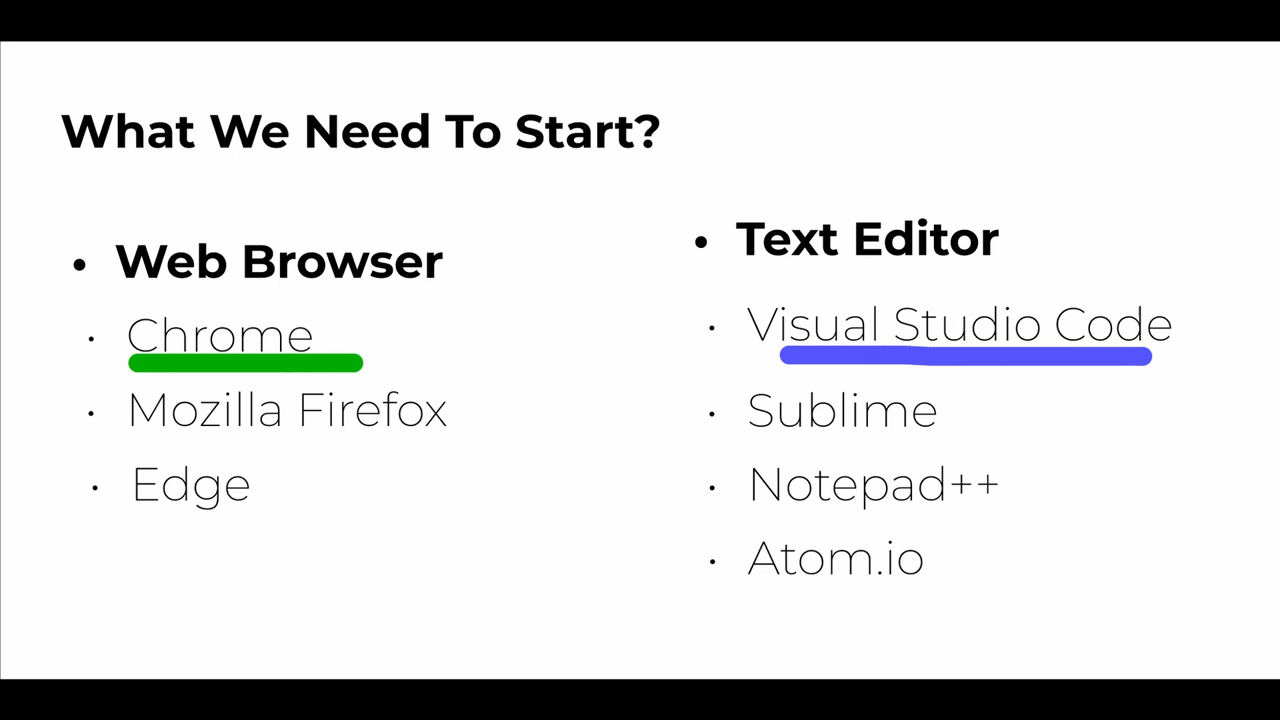 What We Need To Start?
• Web Browser
• Chrome
• Mozilla Firefox
• Edge
• Text Editor
• Visual Studio Code
• Sublime
• Notepad++
• Atom.io